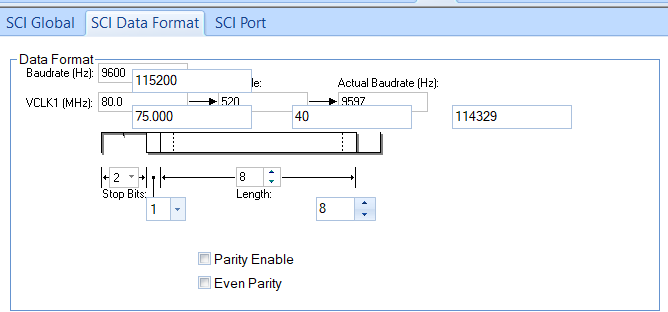 SCI Global SCI Data Format SCI Port
Data Format
Baudrate (Hz): 9600
115200
le: Actual Baudrate (Hz):
VCLK1 (MHz): 80.0 520 9597
75.000 40 114329
2 8
Stop Bits: Length:
1 8
Parity Enable
Even Parity